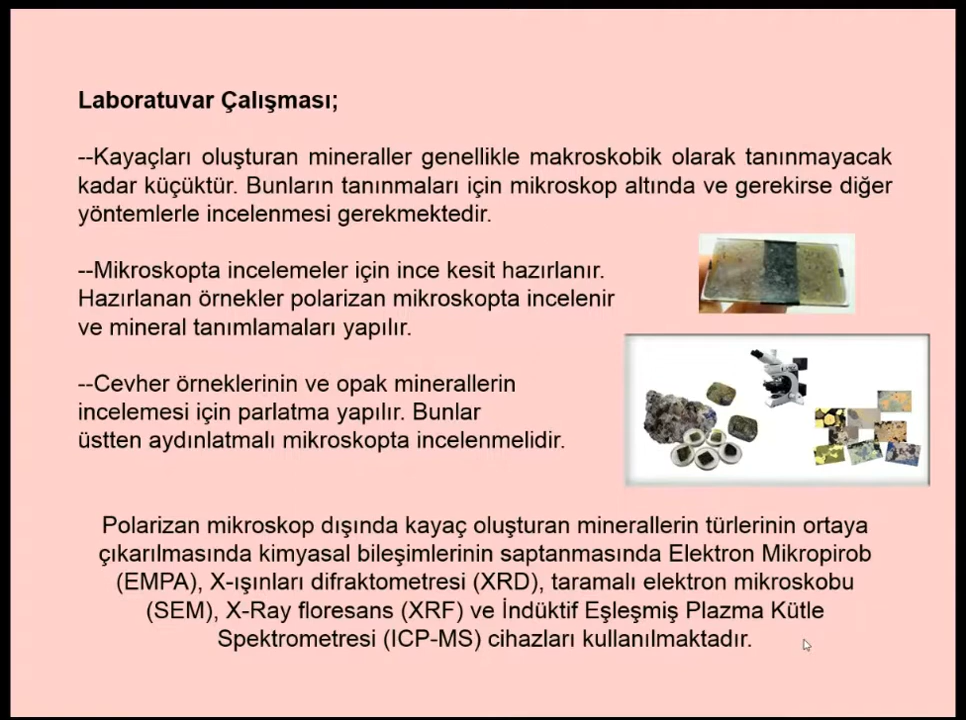 Laboratuvar Çalışması;
--Kayaçları oluşturan mineraller genellikle makroskobik olarak tanınmayacak
kadar küçüktür. Bunların tanınmaları için mikroskop altında ve gerekirse diğer
yöntemlerle incelenmesi gerekmektedir.
--Mikroskopta incelemeler için ince kesit hazırlanır.
Hazırlanan örnekler polarizan mikroskopta incelenir
ve mineral tanımlamaları yapılır.
--Cevher örneklerinin ve opak minerallerin
incelemesi için parlatma yapılır. Bunlar
üstten aydınlatmalı mikroskopta incelenmelidir.
Polarizan mikroskop dışında kayaç oluşturan minerallerin türlerinin ortaya
çıkarılmasında kimyasal bileşimlerinin saptanmasında Elektron Mikropirob
(EMPA), X-ışınları difraktometresi (XRD), taramalı elektron mikroskobu
(SEM), X-Ray floresans (XRF) ve İndüktif Eşleşmiş Plazma Kütle
Spektrometresi (ICP-MS) cihazları kullanılmaktadır.